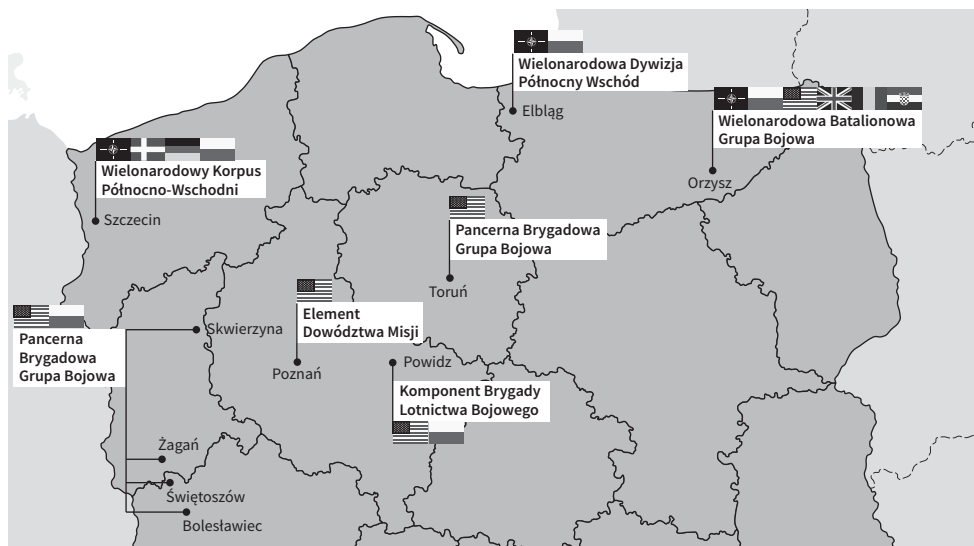 Wielonarodowa Dywizja
Północny Wschód
Elbląg
Wielonarodowa Batalionowa
Grupa Bojowa
Orzysz
Wielonarodowy Korpus
Północno-Wschodni
Szczecin
Pancerna Brygadowa
Grupa Bojowa
Toruń
Element
Dowództwa Misji
Poznań
Skwierzyna
Pancerna
Brygadowa
Grupa Bojowa
Powidz
Komponent Brygady
Lotnictwa Bojowego
Żagań
Świętoszów
Bolesławiec